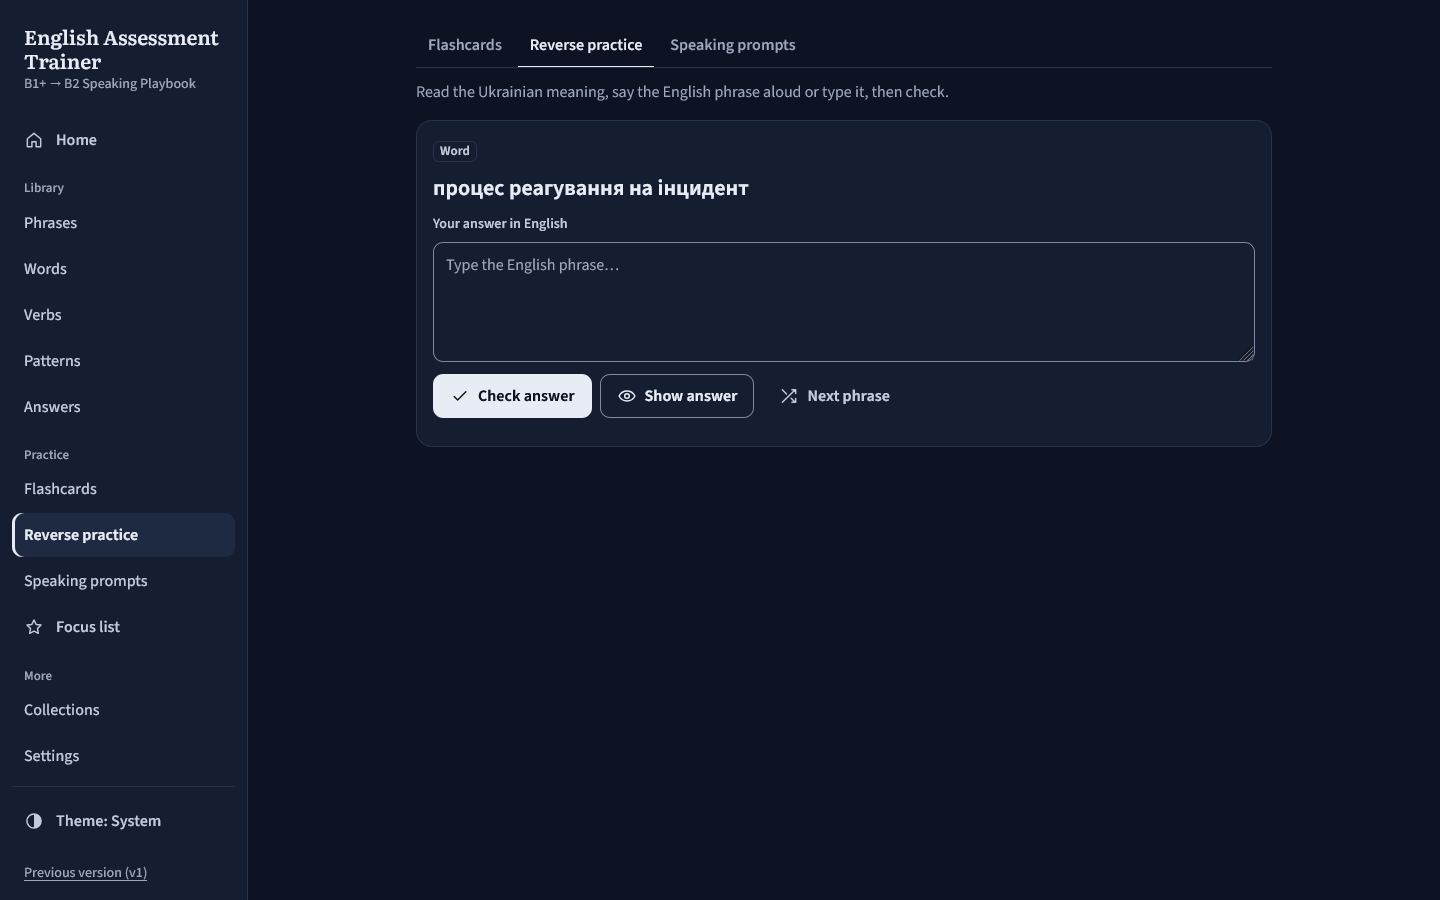 English Assessment
Trainer
B1+ → B2 Speaking Playbook
Home
Library
Phrases
Words
Verbs
Patterns
Answers
Practice
Flashcards
Reverse practice
Speaking prompts
Focus list
More
Collections
Settings
Theme: System
Previous version (v1)
Flashcards Reverse practice Speaking prompts
Read the Ukrainian meaning, say the English phrase aloud or type it, then check.
Word
процес реагування на інцидент
Your answer in English
Type the English phrase…
Check answer Show answer Next phrase